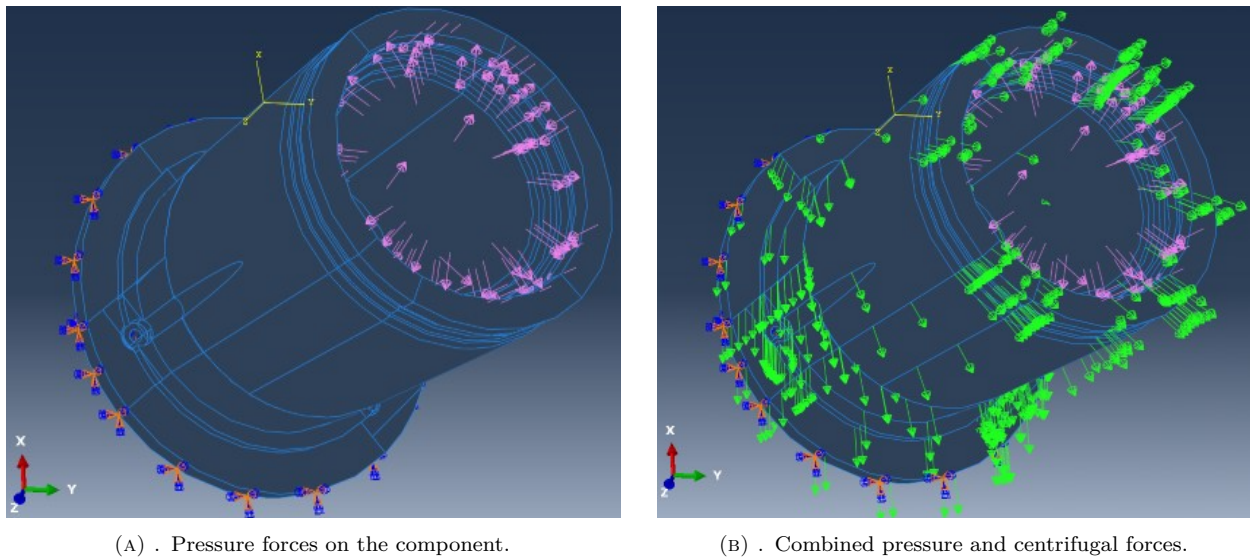 X
Y
Z
X
Y
Z
X
Y
Z
X
Y
Z
(A) . Pressure forces on the component.
(B) . Combined pressure and centrifugal forces.